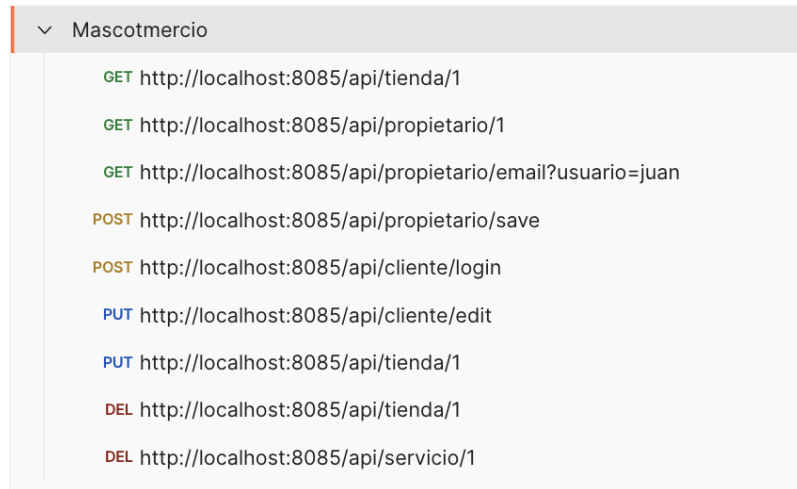 Mascotmercio
GET http://localhost:8085/api/tienda/1
GET http://localhost:8085/api/propietario/1
GET http://localhost:8085/api/propietario/email?usuario=juan
POST http://localhost:8085/api/propietario/save
POST http://localhost:8085/api/cliente/login
PUT http://localhost:8085/api/cliente/edit
PUT http://localhost:8085/api/tienda/1
DEL http://localhost:8085/api/tienda/1
DEL http://localhost:8085/api/servicio/1